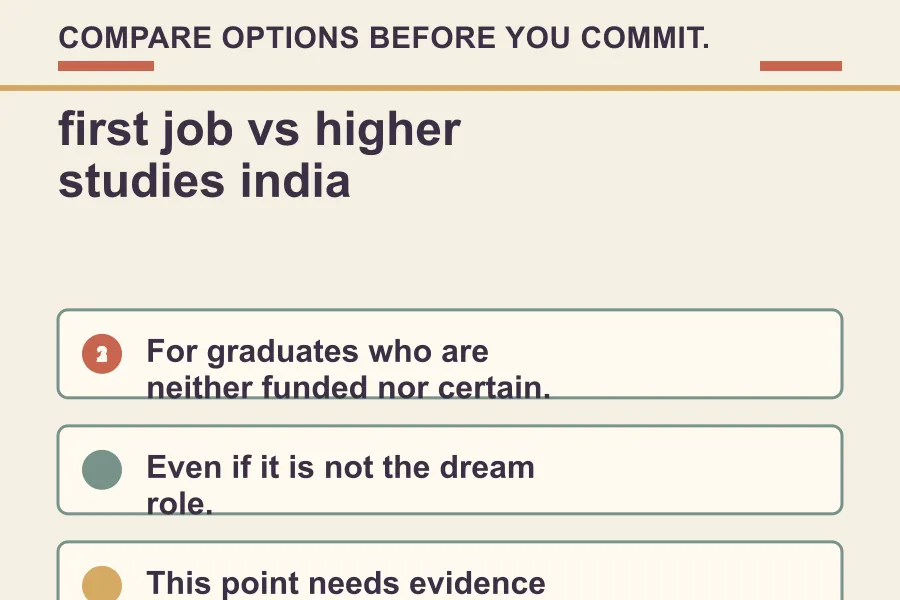 COMPARE OPTIONS BEFORE YOU COMMIT.
first job vs higher
studies india
For graduates who are
neither funded nor certain.
Even if it is not the dream
role.
This point needs evidence